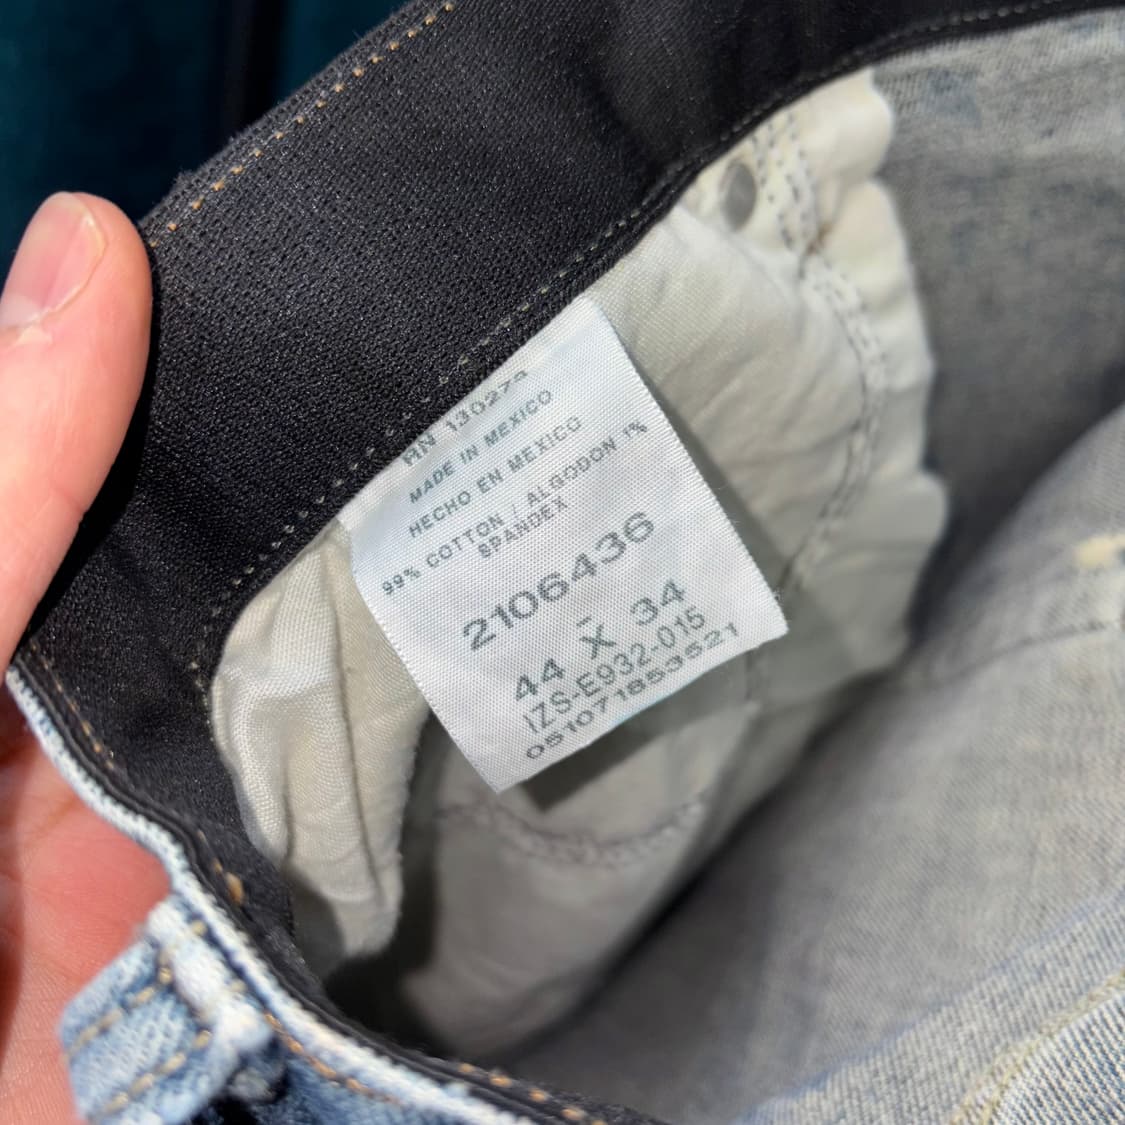 RN 130273
MADE IN MEXICO
HECHO EN MEXICO
99% COTTON / ALGODON 1%
SPANDEX
2106436
-
44 X 34
IZS-E932-015
051071853521